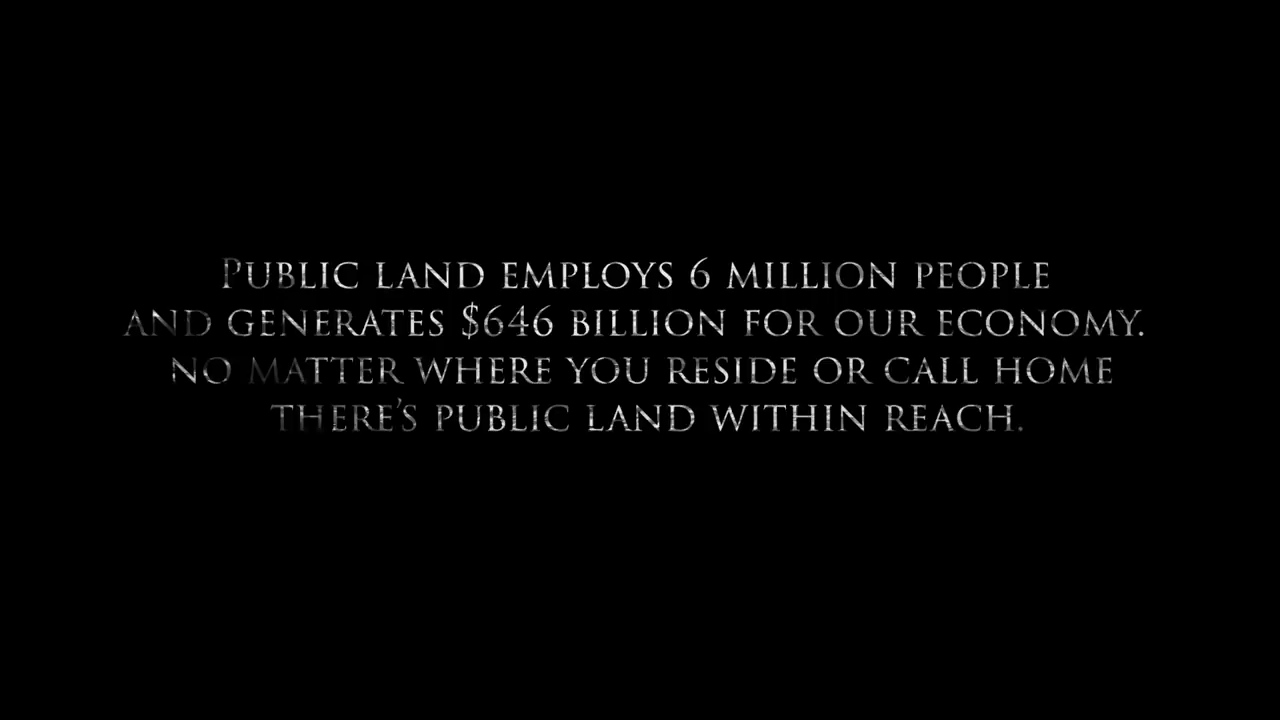 Public land employs 6 million people
and generates $646 billion for our economy.
No matter where you reside or call home
there's public land within reach.